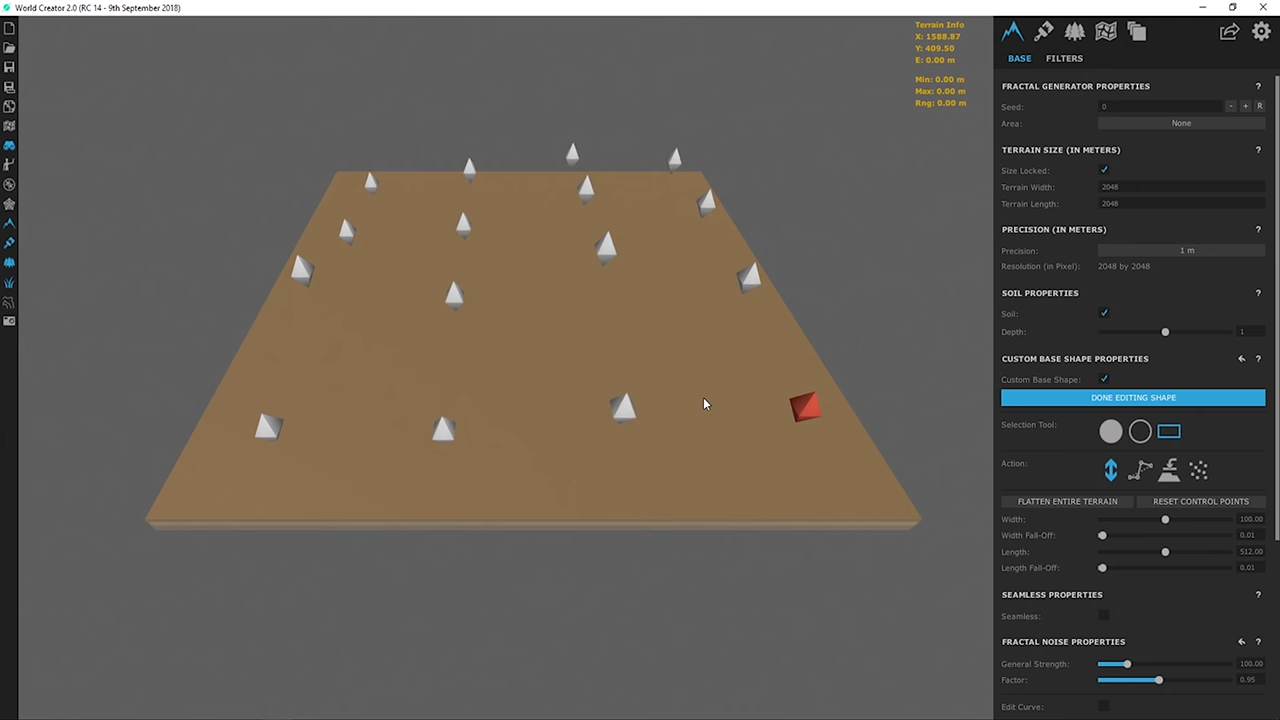 World Creator 2.0 (RC 14 - 9th September 2018)
Terrain Info
X: 1588.87
Y: 409.50
E: 0.00 m
Min: 0.00 m
Max: 0.00 m
Rng: 0.00 m
BASE FILTERS
FRACTAL GENERATOR PROPERTIES ?
Seed: 0 - + R
Area: None
TERRAIN SIZE (IN METERS) ?
Size Locked:
Terrain Width: 2048
Terrain Length: 2048
PRECISION (IN METERS) ?
Precision: 1 m
Resolution (in Pixel): 2048 by 2048
SOIL PROPERTIES ?
Soil:
Depth: 1
CUSTOM BASE SHAPE PROPERTIES ?
Custom Base Shape:
DONE EDITING SHAPE
Selection Tool:
Action:
FLATTEN ENTIRE TERRAIN RESET CONTROL POINTS
Width: 100.00
Width Fall-Off: 0.01
Length: 512.00
Length Fall-Off: 0.01
SEAMLESS PROPERTIES ?
Seamless:
FRACTAL NOISE PROPERTIES ?
General Strength: 100.00
Factor: 0.95
Edit Curve: